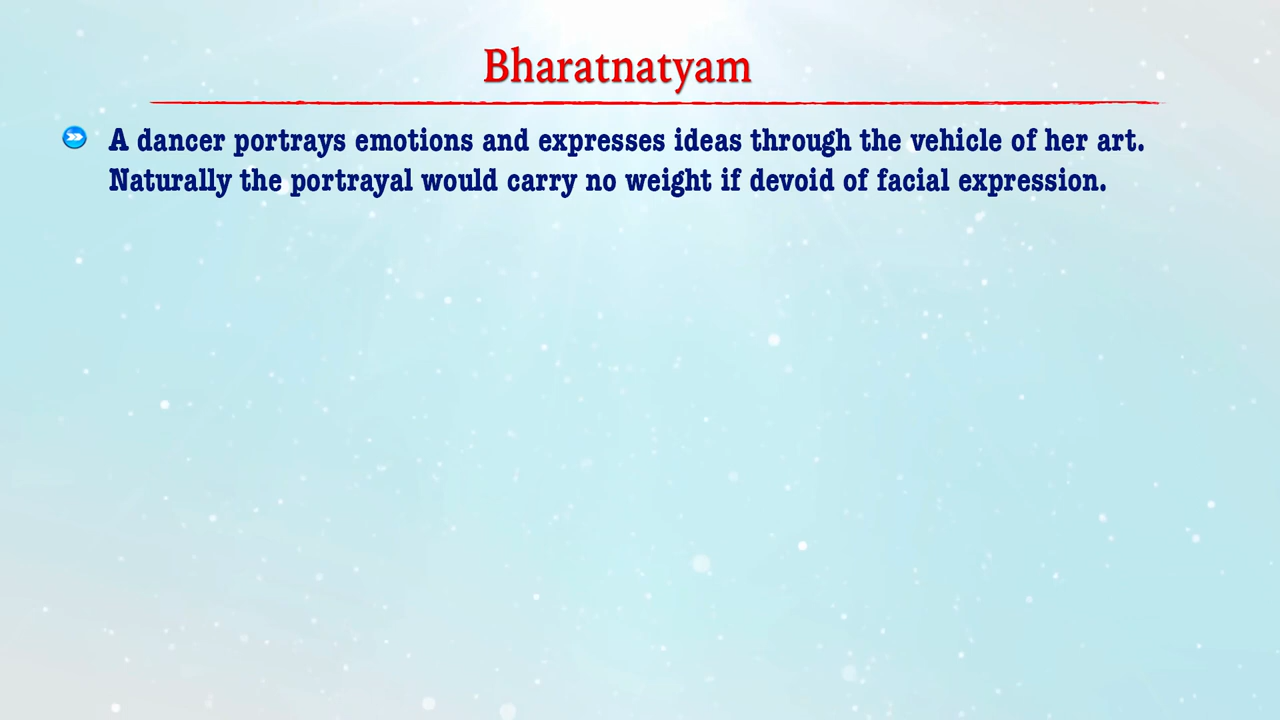 Bharatnatyam
A dancer portrays emotions and expresses ideas through the vehicle of her art.
Naturally the portrayal would carry no weight if devoid of facial expression.